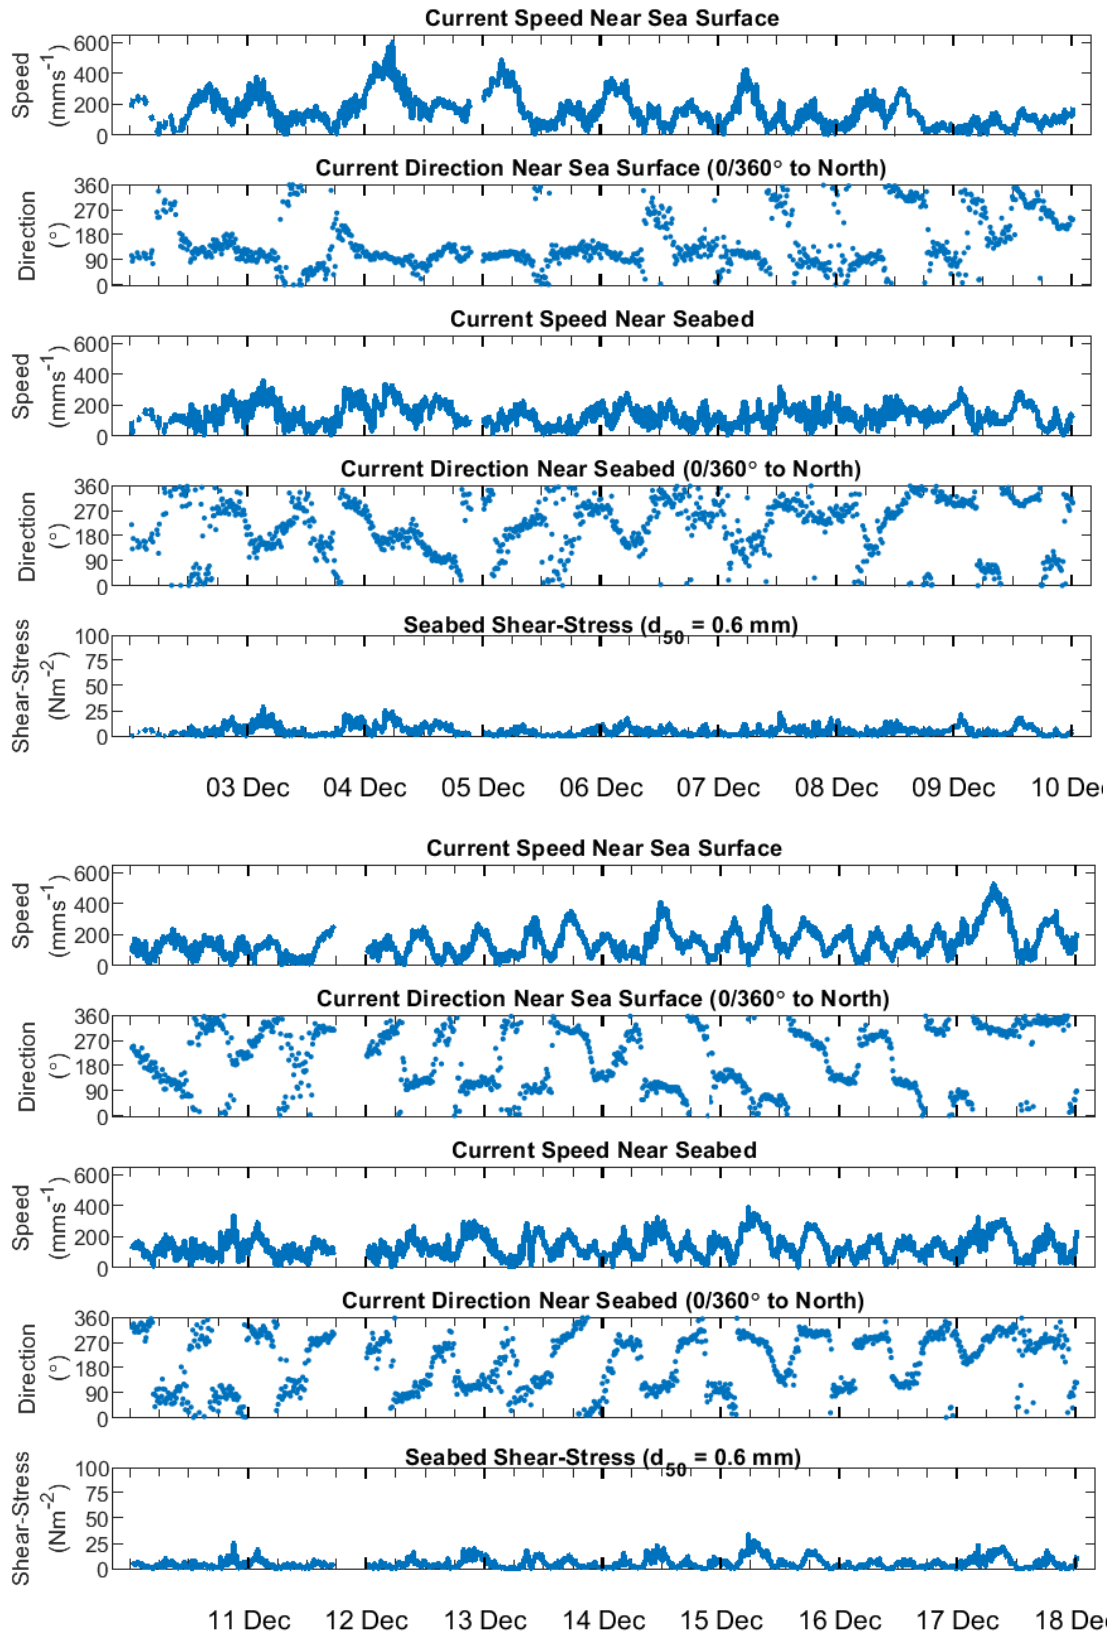 Current Speed Near Sea Surface
Speed (mms-1)
600
400
200
0
Current Direction Near Sea Surface (0/360° to North)
Direction (°)
360
270
180
90
0
Current Speed Near Seabed
Speed (mms-1)
600
400
200
0
Current Direction Near Seabed (0/360° to North)
Direction (°)
360
270
180
90
0
Seabed Shear-Stress (d50 = 0.6 mm)
Shear-Stress (Nm-2)
100
75
50
25
0
03 Dec 04 Dec 05 Dec 06 Dec 07 Dec 08 Dec 09 Dec 10 De
Current Speed Near Sea Surface
Speed (mms-1)
600
400
200
0
Current Direction Near Sea Surface (0/360° to North)
Direction (°)
360
270
180
90
0
Current Speed Near Seabed
Speed (mms-1)
600
400
200
0
Current Direction Near Seabed (0/360° to North)
Direction (°)
360
270
180
90
0
Seabed Shear-Stress (d50 = 0.6 mm)
Shear-Stress (Nm-2)
100
75
50
25
0
11 Dec 12 Dec 13 Dec 14 Dec 15 Dec 16 Dec 17 Dec 18 De